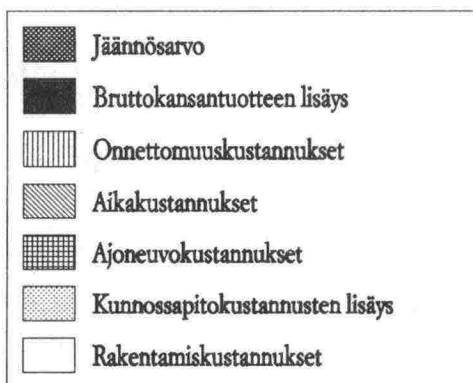 Jäännösarvo
Bruttokansantuotteen lisäys
Onnettomuuskustannukset
Aikakustannukset
Ajoneuvokustannukset
Kunnossapitokustannusten lisäys
Rakentamiskustannukset